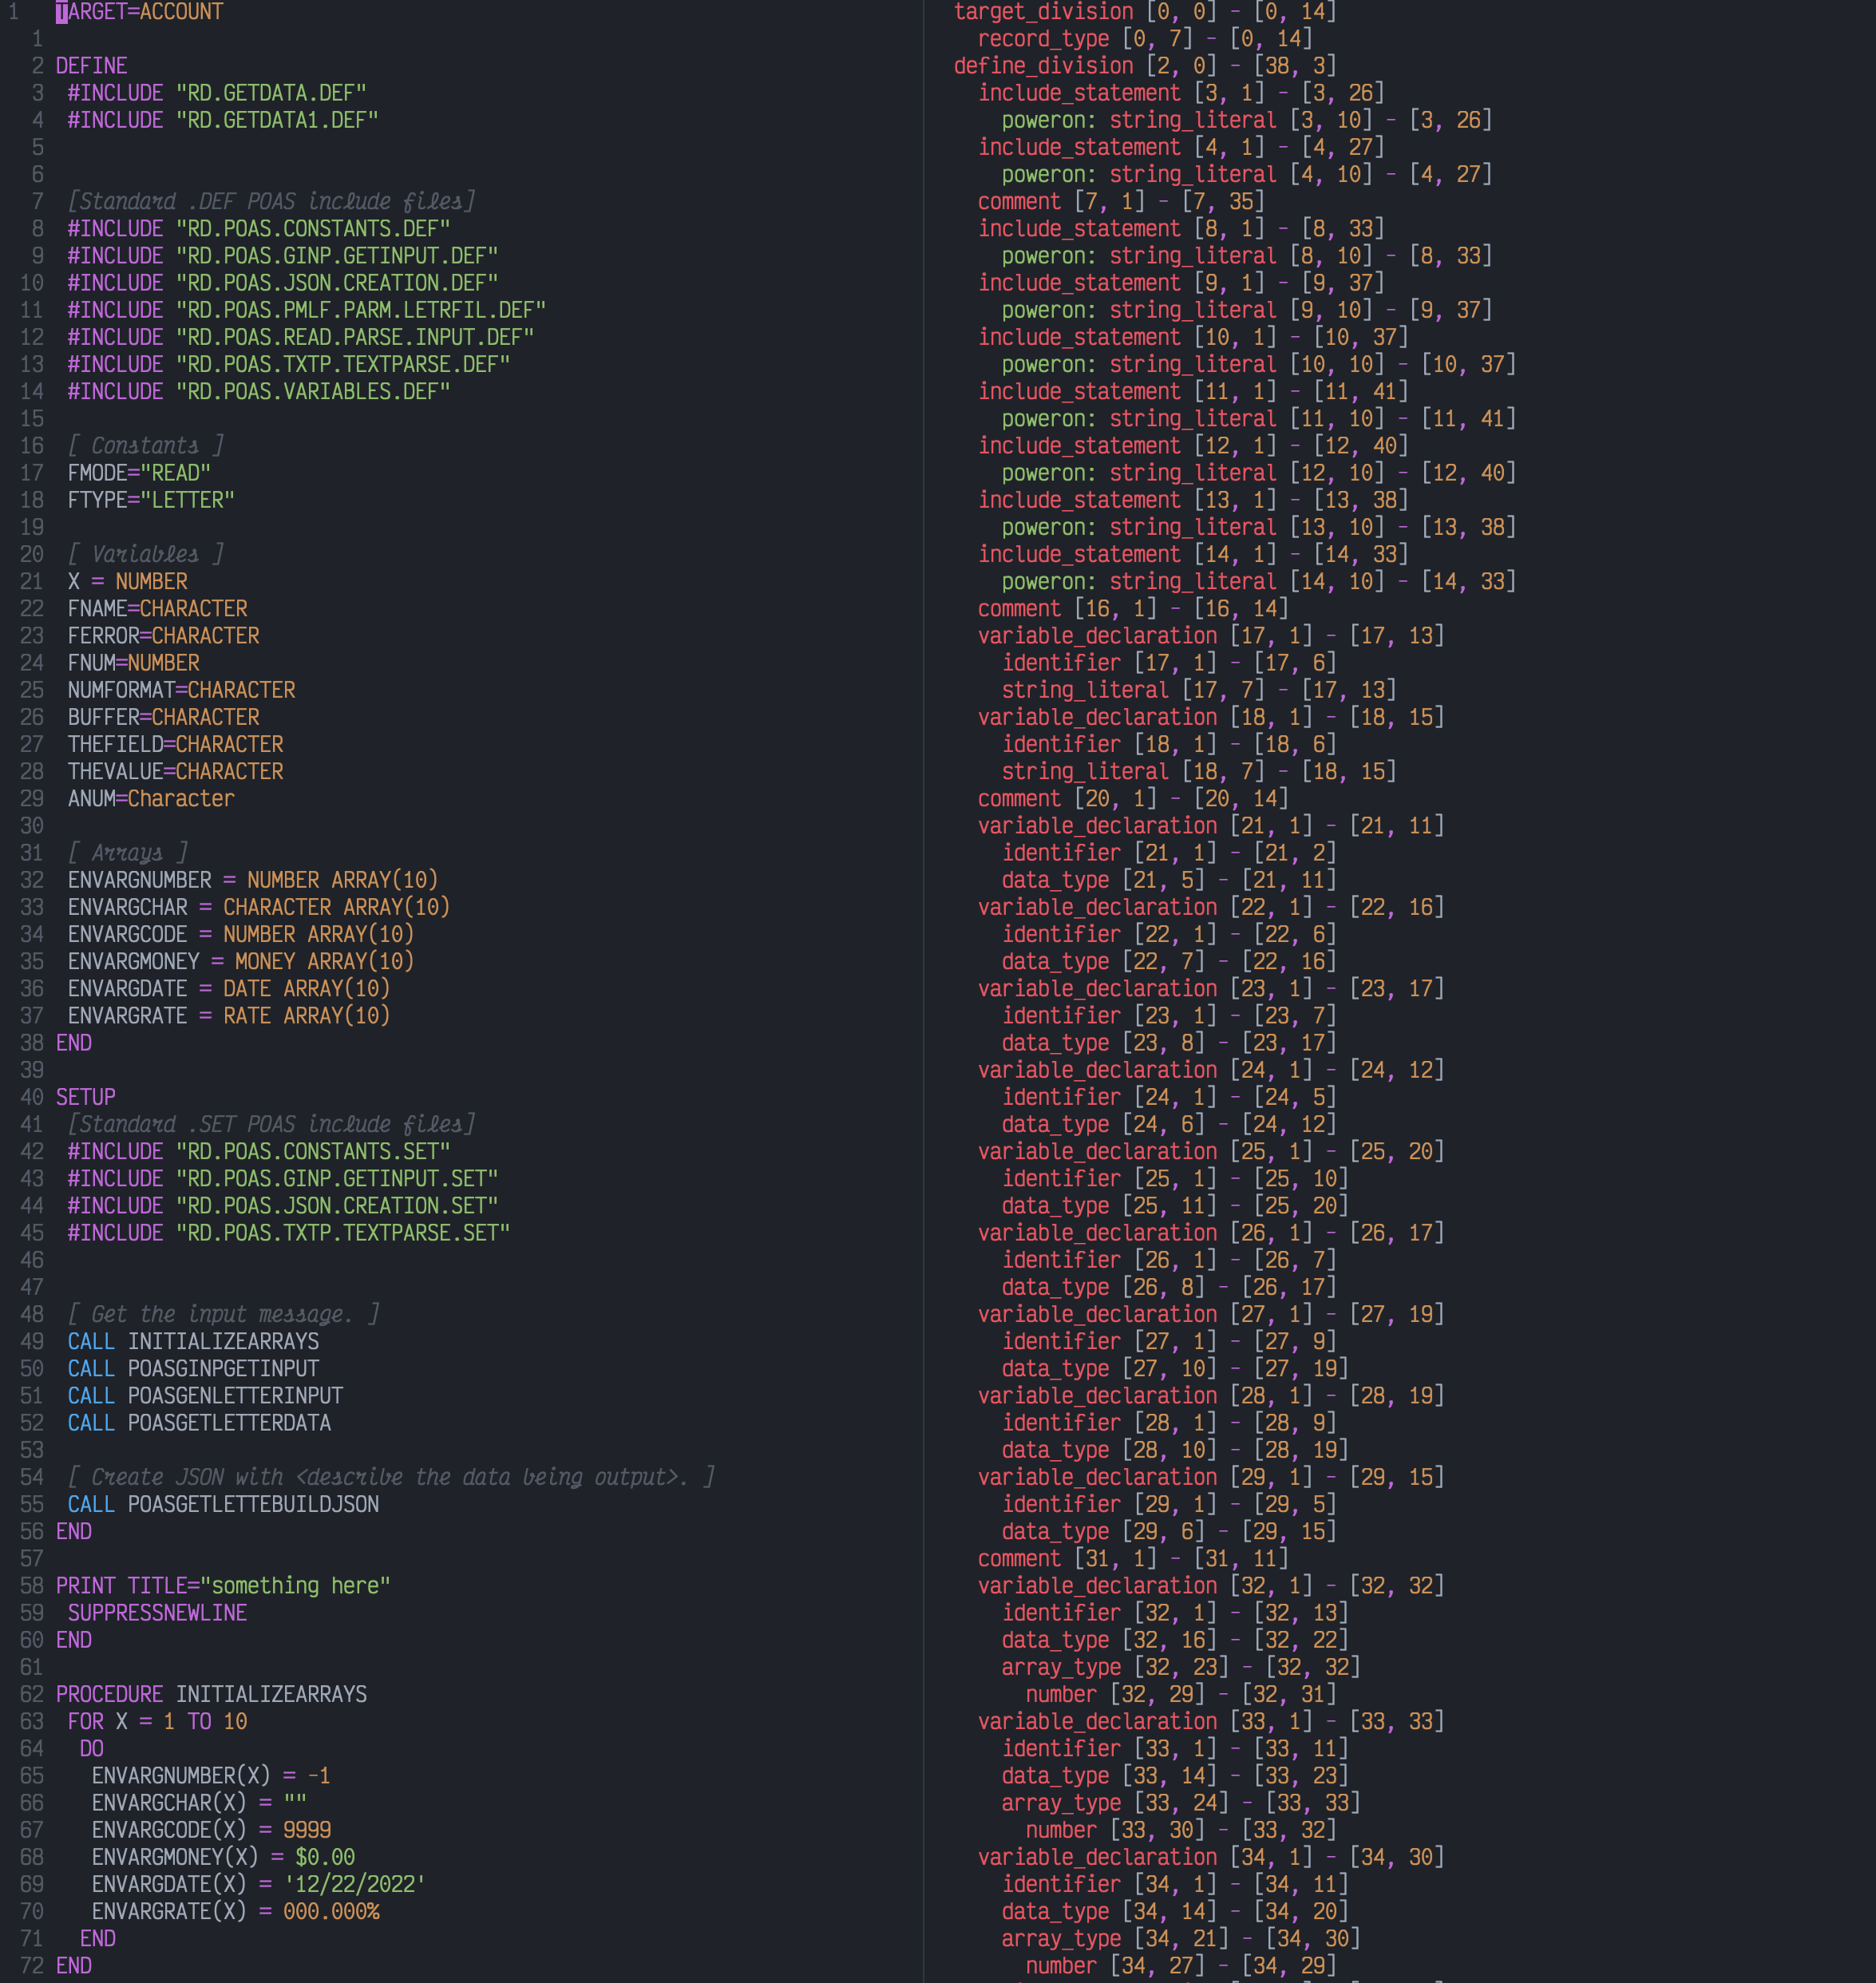 1 TARGET=ACCOUNT
1
2 DEFINE
3 #INCLUDE "RD.GETDATA.DEF"
4 #INCLUDE "RD.GETDATA1.DEF"
5
6
7 [Standard .DEF POAS include files]
8 #INCLUDE "RD.POAS.CONSTANTS.DEF"
9 #INCLUDE "RD.POAS.GINP.GETINPUT.DEF"
10 #INCLUDE "RD.POAS.JSON.CREATION.DEF"
11 #INCLUDE "RD.POAS.PMLF.PARM.LETRFIL.DEF"
12 #INCLUDE "RD.POAS.READ.PARSE.INPUT.DEF"
13 #INCLUDE "RD.POAS.TXTP.TEXTPARSE.DEF"
14 #INCLUDE "RD.POAS.VARIABLES.DEF"
15
16 [ Constants ]
17 FMODE="READ"
18 FTYPE="LETTER"
19
20 [ Variables ]
21 X = NUMBER
22 FNAME=CHARACTER
23 FERROR=CHARACTER
24 FNUM=NUMBER
25 NUMFORMAT=CHARACTER
26 BUFFER=CHARACTER
27 THEFIELD=CHARACTER
28 THEVALUE=CHARACTER
29 ANUM=Character
30
31 [ Arrays ]
32 ENVARGNUMBER = NUMBER ARRAY(10)
33 ENVARGCHAR = CHARACTER ARRAY(10)
34 ENVARGCODE = NUMBER ARRAY(10)
35 ENVARGMONEY = MONEY ARRAY(10)
36 ENVARGDATE = DATE ARRAY(10)
37 ENVARGRATE = RATE ARRAY(10)
38 END
39
40 SETUP
41 [Standard .SET POAS include files]
42 #INCLUDE "RD.POAS.CONSTANTS.SET"
43 #INCLUDE "RD.POAS.GINP.GETINPUT.SET"
44 #INCLUDE "RD.POAS.JSON.CREATION.SET"
45 #INCLUDE "RD.POAS.TXTP.TEXTPARSE.SET"
46
47
48 [ Get the input message. ]
49 CALL INITIALIZEARRAYS
50 CALL POASGINPGETINPUT
51 CALL POASGENLETTERINPUT
52 CALL POASGETLETTERDATA
53
54 [ Create JSON with <describe the data being output>. ]
55 CALL POASGETLETTEBUILDJSON
56 END
57
58 PRINT TITLE="something here"
59 SUPPRESSNEWLINE
60 END
61
62 PROCEDURE INITIALIZEARRAYS
63 FOR X = 1 TO 10
64 DO
65 ENVARGNUMBER(X) = -1
66 ENVARGCHAR(X) = ""
67 ENVARGCODE(X) = 9999
68 ENVARGMONEY(X) = $0.00
69 ENVARGDATE(X) = '12/22/2022'
70 ENVARGRATE(X) = 000.000%
71 END
72 END
target_division [0, 0] - [0, 14]
record_type [0, 7] - [0, 14]
define_division [2, 0] - [38, 3]
include_statement [3, 1] - [3, 26]
poweron: string_literal [3, 10] - [3, 26]
include_statement [4, 1] - [4, 27]
poweron: string_literal [4, 10] - [4, 27]
comment [7, 1] - [7, 35]
include_statement [8, 1] - [8, 33]
poweron: string_literal [8, 10] - [8, 33]
include_statement [9, 1] - [9, 37]
poweron: string_literal [9, 10] - [9, 37]
include_statement [10, 1] - [10, 37]
poweron: string_literal [10, 10] - [10, 37]
include_statement [11, 1] - [11, 41]
poweron: string_literal [11, 10] - [11, 41]
include_statement [12, 1] - [12, 40]
poweron: string_literal [12, 10] - [12, 40]
include_statement [13, 1] - [13, 38]
poweron: string_literal [13, 10] - [13, 38]
include_statement [14, 1] - [14, 33]
poweron: string_literal [14, 10] - [14, 33]
comment [16, 1] - [16, 14]
variable_declaration [17, 1] - [17, 13]
identifier [17, 1] - [17, 6]
string_literal [17, 7] - [17, 13]
variable_declaration [18, 1] - [18, 15]
identifier [18, 1] - [18, 6]
string_literal [18, 7] - [18, 15]
comment [20, 1] - [20, 14]
variable_declaration [21, 1] - [21, 11]
identifier [21, 1] - [21, 2]
data_type [21, 5] - [21, 11]
variable_declaration [22, 1] - [22, 16]
identifier [22, 1] - [22, 6]
data_type [22, 7] - [22, 16]
variable_declaration [23, 1] - [23, 17]
identifier [23, 1] - [23, 7]
data_type [23, 8] - [23, 17]
variable_declaration [24, 1] - [24, 12]
identifier [24, 1] - [24, 5]
data_type [24, 6] - [24, 12]
variable_declaration [25, 1] - [25, 20]
identifier [25, 1] - [25, 10]
data_type [25, 11] - [25, 20]
variable_declaration [26, 1] - [26, 17]
identifier [26, 1] - [26, 7]
data_type [26, 8] - [26, 17]
variable_declaration [27, 1] - [27, 19]
identifier [27, 1] - [27, 9]
data_type [27, 10] - [27, 19]
variable_declaration [28, 1] - [28, 19]
identifier [28, 1] - [28, 9]
data_type [28, 10] - [28, 19]
variable_declaration [29, 1] - [29, 15]
identifier [29, 1] - [29, 5]
data_type [29, 6] - [29, 15]
comment [31, 1] - [31, 11]
variable_declaration [32, 1] - [32, 32]
identifier [32, 1] - [32, 13]
data_type [32, 16] - [32, 22]
array_type [32, 23] - [32, 32]
number [32, 29] - [32, 31]
variable_declaration [33, 1] - [33, 33]
identifier [33, 1] - [33, 11]
data_type [33, 14] - [33, 23]
array_type [33, 24] - [33, 33]
number [33, 30] - [33, 32]
variable_declaration [34, 1] - [34, 30]
identifier [34, 1] - [34, 11]
data_type [34, 14] - [34, 20]
array_type [34, 21] - [34, 30]
number [34, 27] - [34, 29]